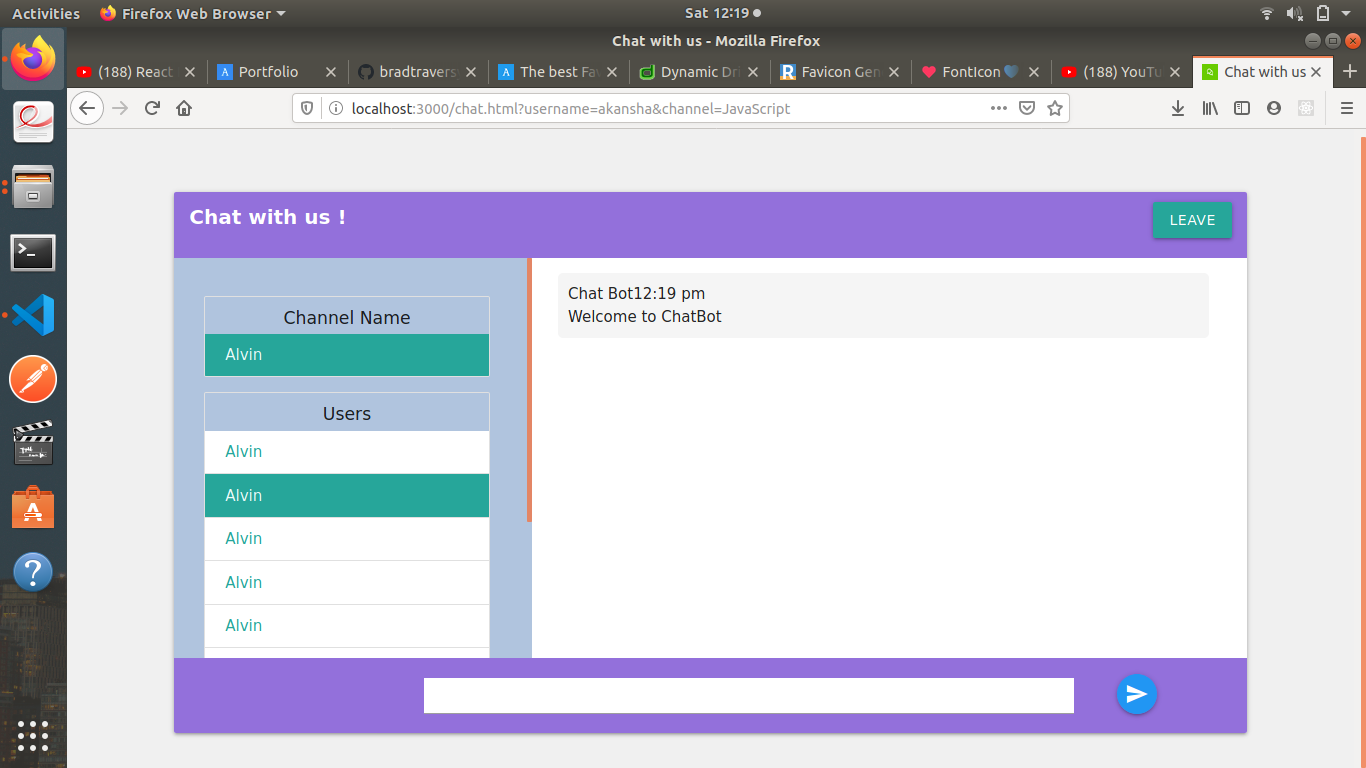 Activities Firefox Web Browser Sat 12:19
Chat with us - Mozilla Firefox
(188) React Portfolio bradtravers The best Fav Dynamic Dri Favicon Gen FontIcon (188) YouTu Chat with us
localhost:3000/chat.html?username=akansha&channel=JavaScript
Chat with us !
LEAVE
Channel Name
Alvin
Users
Alvin
Alvin
Alvin
Alvin
Alvin
Chat Bot12:19 pm
Welcome to ChatBot